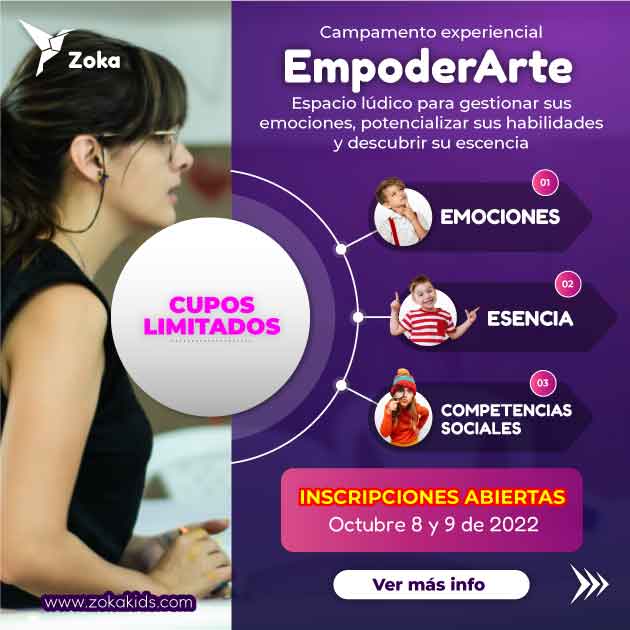 Zoka
Campamento experiencial
EmpoderArte
Espacio lúdico para gestionar sus
emociones, potencializar sus habilidades
y descubrir su escencia
CUPOS
LIMITADOS
01
EMOCIONES
02
ESENCIA
03
COMPETENCIAS
SOCIALES
INSCRIPCIONES ABIERTAS
Octubre 8 y 9 de 2022
Ver más info
www.zokakids.com